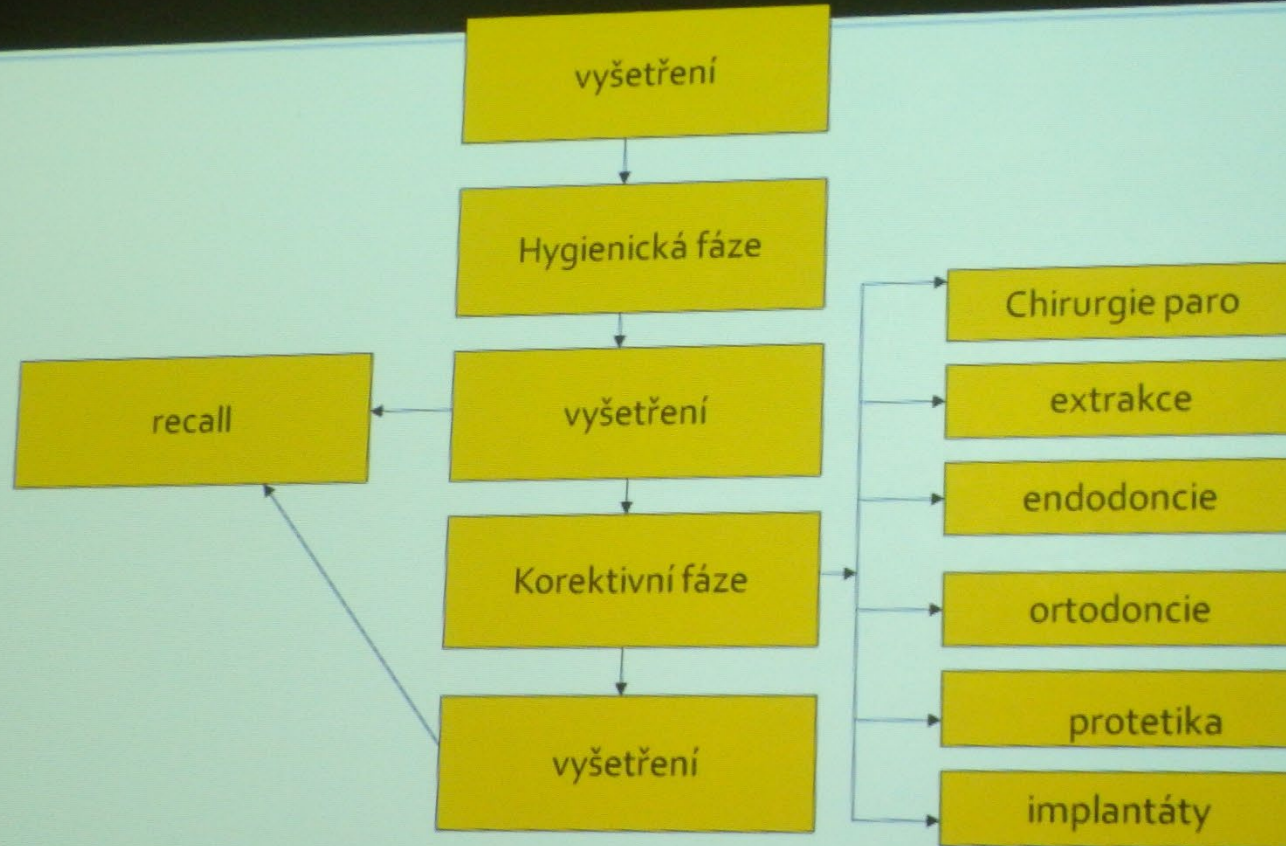 vyšetření
Hygienická fáze
vyšetření
recall
Korektivní fáze
vyšetření
Chirurgie paro
extrakce
endodoncie
ortodoncie
protetika
implantáty